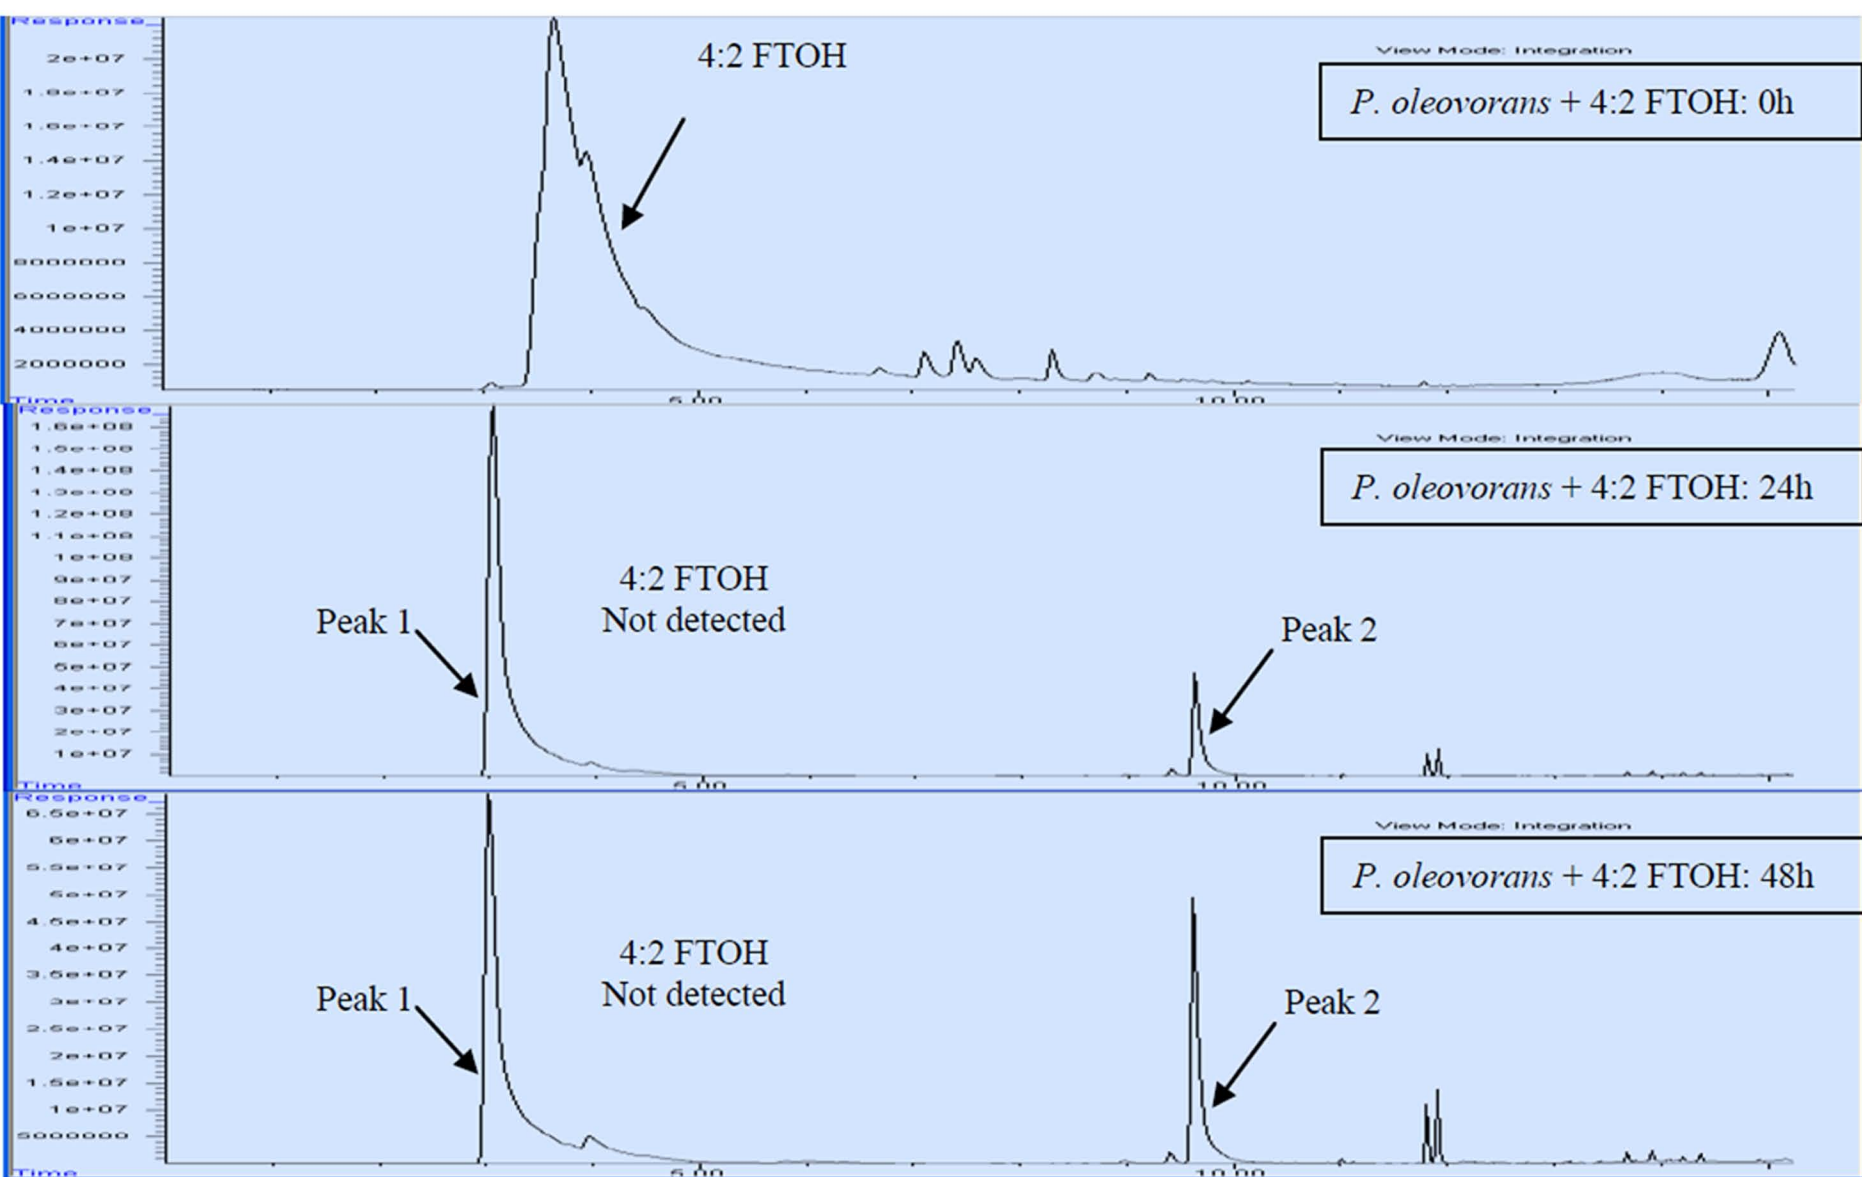 Response
4:2 FTOH
View Mode: Integration
P. oleovorans + 4:2 FTOH: 0h
2e+07
1.8e+07
1.6e+07
1.4e+07
1.2e+07
1e+07
8000000
6000000
4000000
2000000
Time
5.00
10.00
Response
View Mode: Integration
P. oleovorans + 4:2 FTOH: 24h
1.6e+08
1.5e+08
1.4e+08
1.3e+08
1.2e+08
1.1e+08
1e+08
9e+07
8e+07
7e+07
6e+07
5e+07
4e+07
3e+07
2e+07
1e+07
4:2 FTOH
Not detected
Peak 1
Peak 2
Time
5.00
10.00
Response
View Mode: Integration
P. oleovorans + 4:2 FTOH: 48h
6.5e+07
6e+07
5.5e+07
5e+07
4.5e+07
4e+07
3.5e+07
3e+07
2.5e+07
2e+07
1.5e+07
1e+07
5000000
4:2 FTOH
Not detected
Peak 1
Peak 2
Time
5.00
10.00